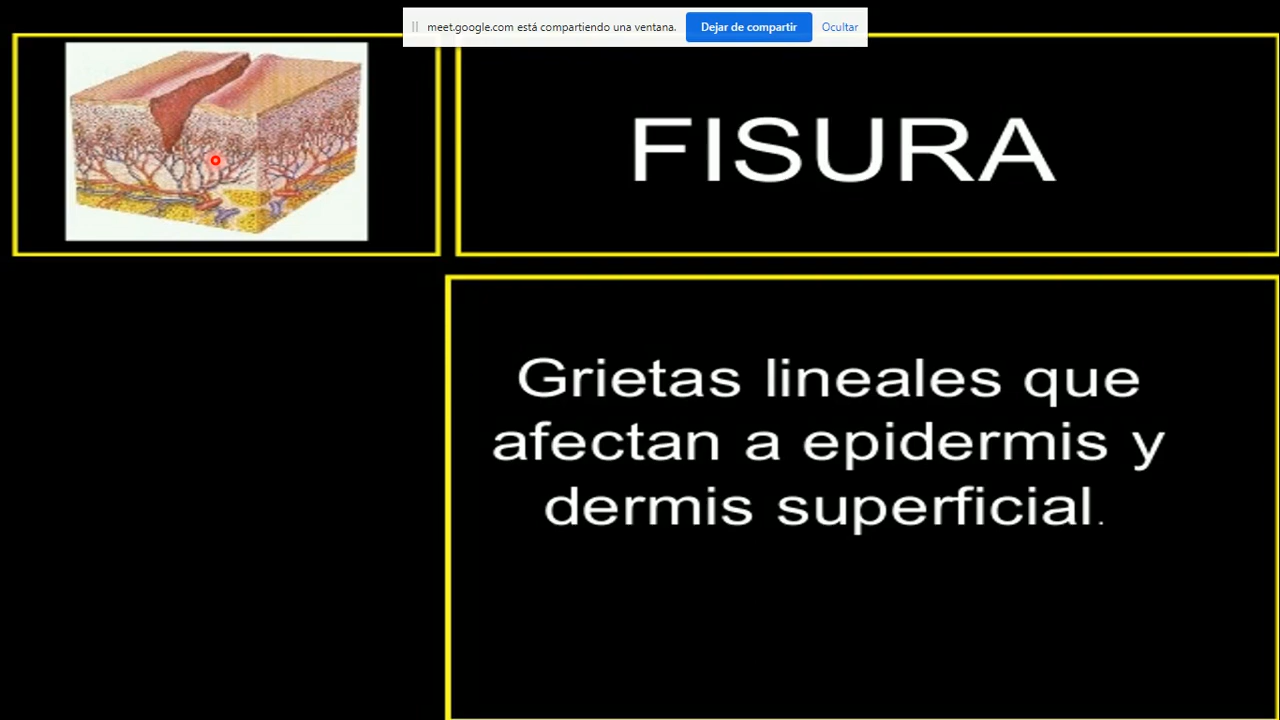 meet.google.com está compartiendo una ventana. Dejar de compartir Ocultar
FISURA
Grietas lineales que
afectan a epidermis y
dermis superficial.